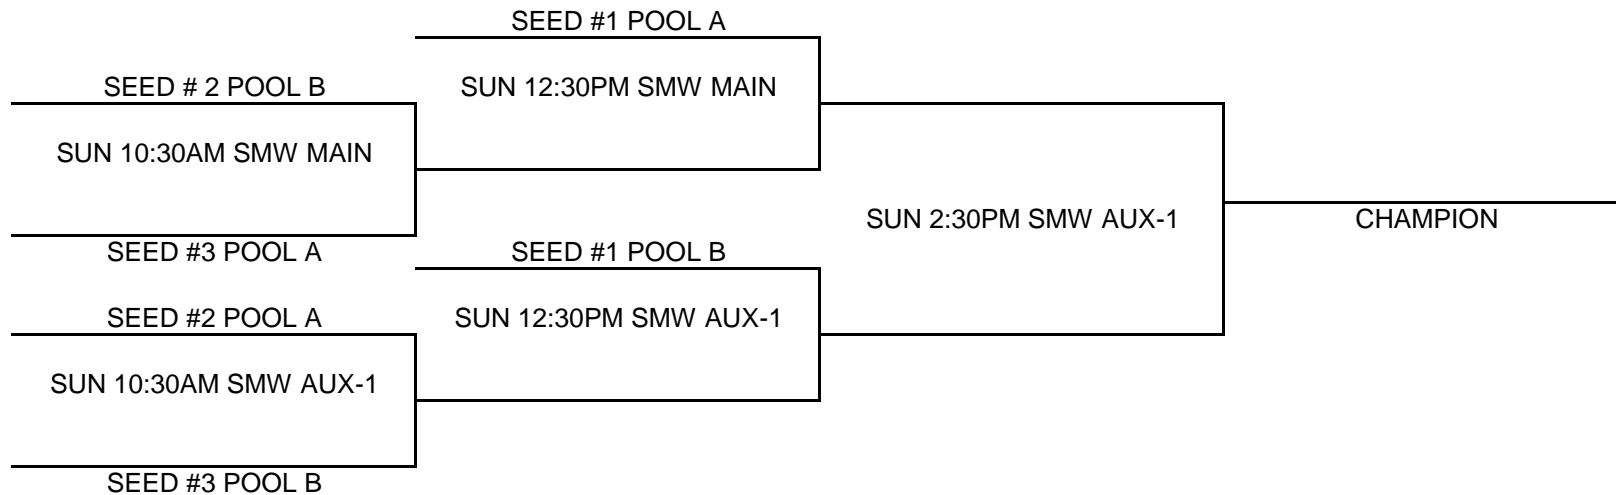 SEED #1 POOL A
SEED # 2 POOL B
SUN 12:30PM SMW MAIN
SUN 10:30AM SMW MAIN
SUN 2:30PM SMW AUX-1
CHAMPION
SEED #3 POOL A
SEED #1 POOL B
SEED #2 POOL A
SUN 12:30PM SMW AUX-1
SUN 10:30AM SMW AUX-1
SEED #3 POOL B